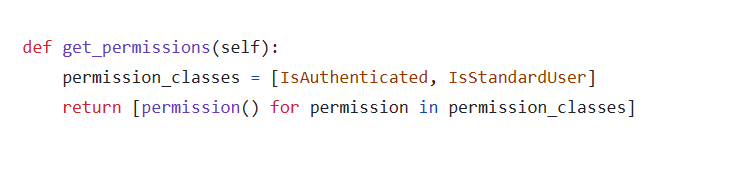 def get_permissions(self):
    permission_classes = [IsAuthenticated, IsStandardUser]
    return [permission() for permission in permission_classes]